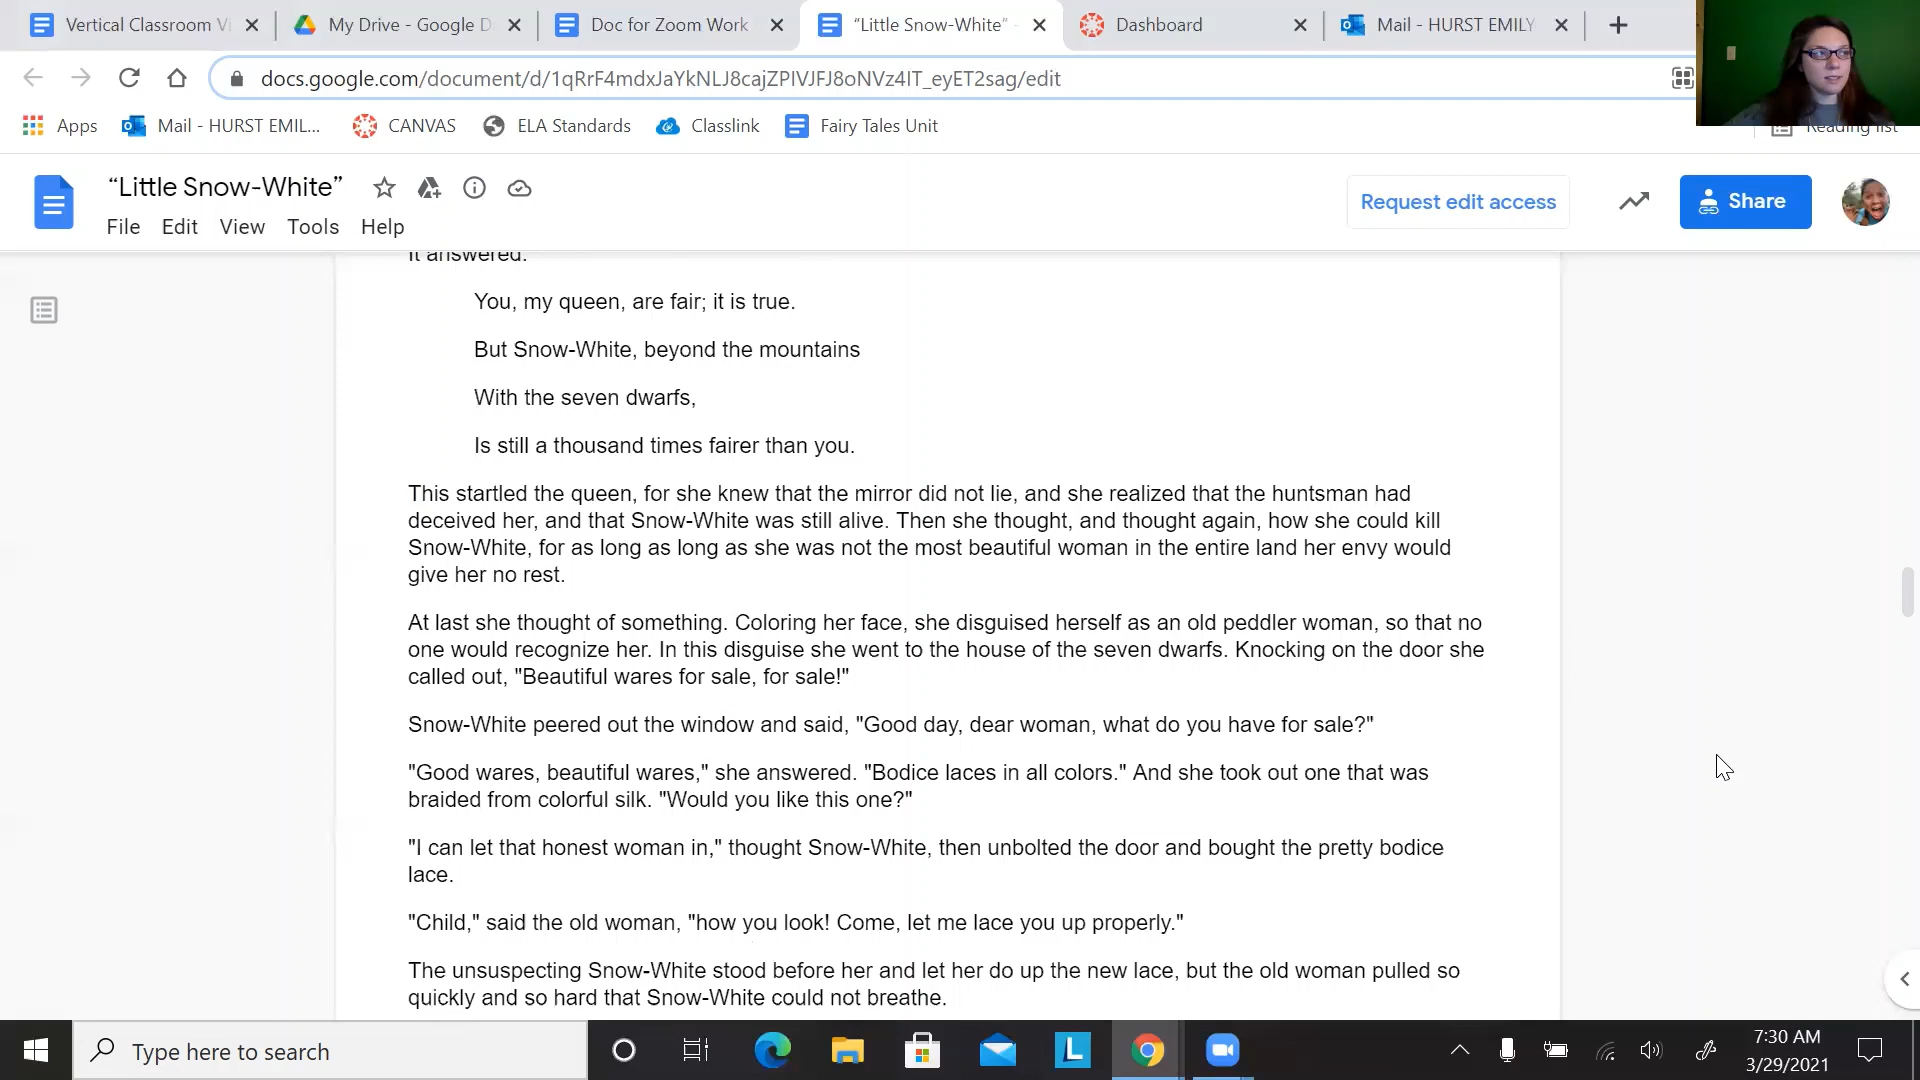 Vertical Classroom Vi
My Drive - Google D
Doc for Zoom Work
“Little Snow-White” -
Dashboard
Mail - HURST EMILY
docs.google.com/document/d/1qRrF4mdxJaYkNLJ8cajZPlVJFJ8oNVz4IT_eyET2sag/edit
Apps
Mail - HURST EMIL...
CANVAS
ELA Standards
Classlink
Fairy Tales Unit
Reading list
“Little Snow-White”
File Edit View Tools Help
Request edit access
Share
It answered:
You, my queen, are fair; it is true.
But Snow-White, beyond the mountains
With the seven dwarfs,
Is still a thousand times fairer than you.
This startled the queen, for she knew that the mirror did not lie, and she realized that the huntsman had
deceived her, and that Snow-White was still alive. Then she thought, and thought again, how she could kill
Snow-White, for as long as long as she was not the most beautiful woman in the entire land her envy would
give her no rest.
At last she thought of something. Coloring her face, she disguised herself as an old peddler woman, so that no
one would recognize her. In this disguise she went to the house of the seven dwarfs. Knocking on the door she
called out, "Beautiful wares for sale, for sale!"
Snow-White peered out the window and said, "Good day, dear woman, what do you have for sale?"
"Good wares, beautiful wares," she answered. "Bodice laces in all colors." And she took out one that was
braided from colorful silk. "Would you like this one?"
"I can let that honest woman in," thought Snow-White, then unbolted the door and bought the pretty bodice
lace.
"Child," said the old woman, "how you look! Come, let me lace you up properly."
The unsuspecting Snow-White stood before her and let her do up the new lace, but the old woman pulled so
quickly and so hard that Snow-White could not breathe.
Type here to search
L
7:30 AM
3/29/2021